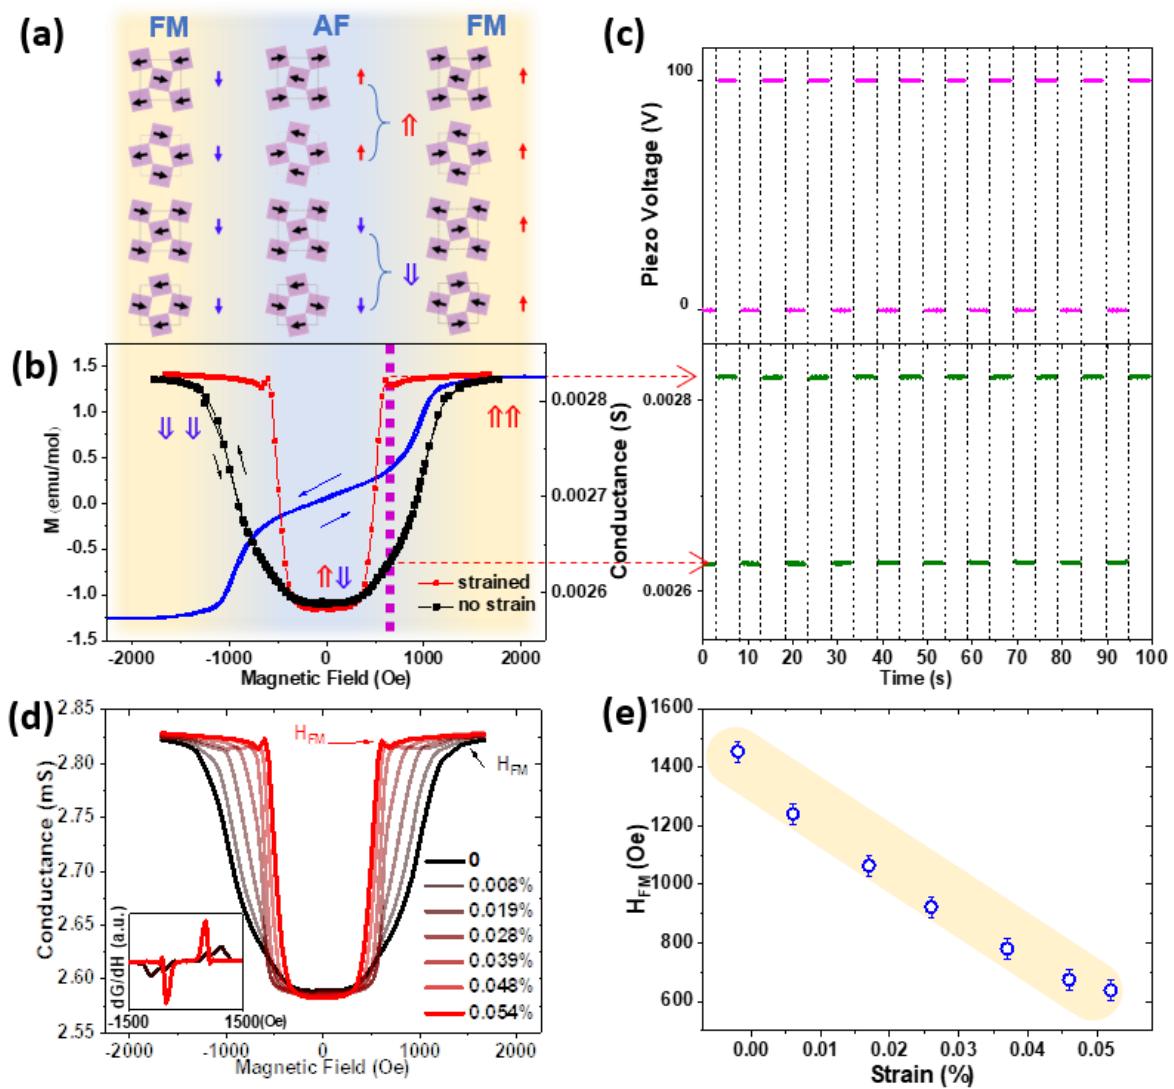 (a)
FM
AF
FM
(b)
M (emu/mol)
1.5
1.0
0.5
0.0
-0.5
-1.0
-1.5
0.0028
0.0027
0.0026
Conductance (S)
strained
no strain
-2000
-1000
0
1000
2000
Magnetic Field (Oe)
(c)
Piezo Voltage (V)
100
0
0.0028
0.0026
0
10
20
30
40
50
60
70
80
90
100
Time (s)
(d)
Conductance (mS)
2.85
2.80
2.75
2.70
2.65
2.60
2.55
HFM
HFM
0
0.008%
0.019%
0.028%
0.039%
0.048%
0.054%
dG/dH (a.u.)
-1500
1500(Oe)
-2000
-1000
0
1000
2000
Magnetic Field (Oe)
(e)
HFM (Oe)
1600
1400
1200
1000
800
600
0.00
0.01
0.02
0.03
0.04
0.05
Strain (%)